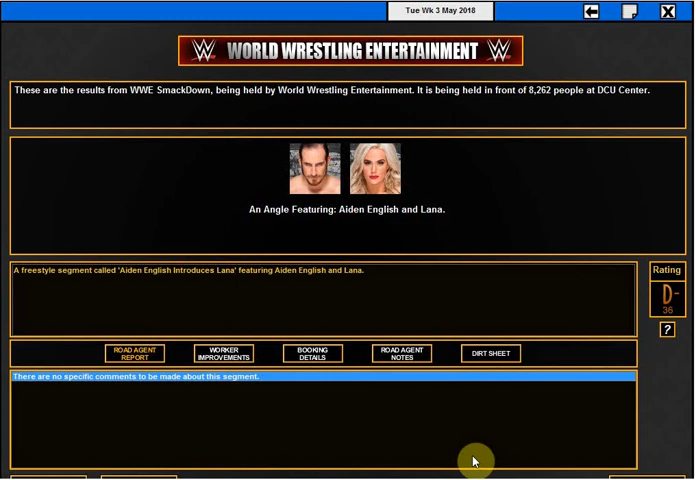 Tue Wk 3 May 2018
W WORLD WRESTLING ENTERTAINMENT W
These are the results from WWE SmackDown, being held by World Wrestling Entertainment. It is being held in front of 8,262 people at DCU Center.
An Angle Featuring: Aiden English and Lana.
A freestyle segment called 'Aiden English Introduces Lana' featuring Aiden English and Lana.
Rating
D-
36
?
ROAD AGENT REPORT
WORKER IMPROVEMENTS
BOOKING DETAILS
ROAD AGENT NOTES
DIRT SHEET
There are no specific comments to be made about this segment.